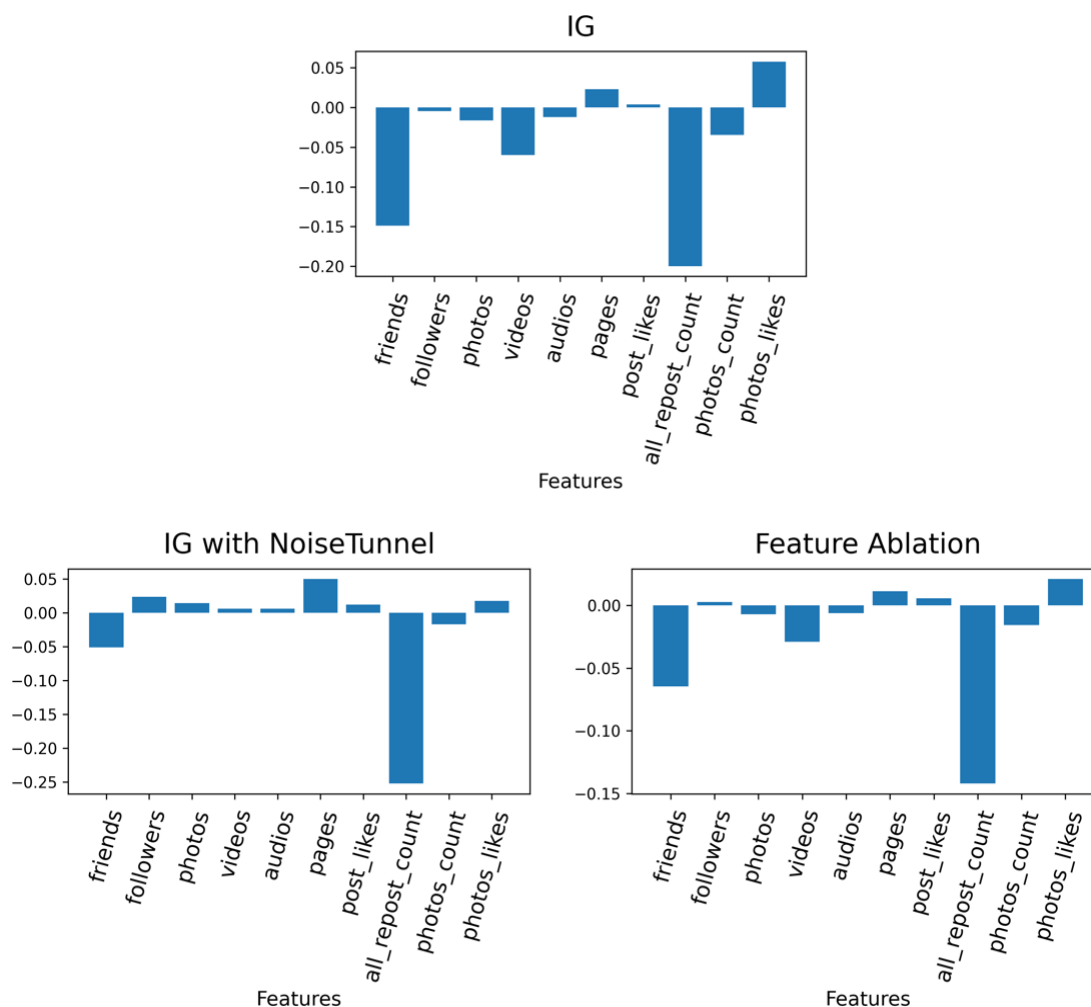 IG
0.05
0.00
−0.05
−0.10
−0.15
−0.20
friends
followers
photos
videos
audios
pages
post_likes
all_repost_count
photos_count
photos_likes
Features
IG with NoiseTunnel
0.05
0.00
−0.05
−0.10
−0.15
−0.20
−0.25
friends
followers
photos
videos
audios
pages
post_likes
all_repost_count
photos_count
photos_likes
Features
Feature Ablation
0.00
−0.05
−0.10
−0.15
friends
followers
photos
videos
audios
pages
post_likes
all_repost_count
photos_count
photos_likes
Features